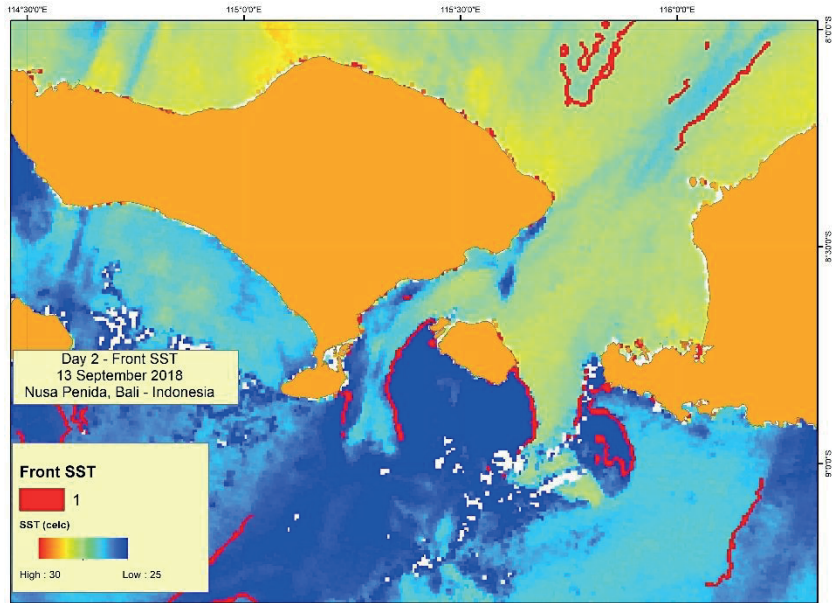 114°30'0"E 115°0'0"E 115°30'0"E 116°0'0"E
8°0'0"S
8°30'0"S
9°0'0"S
Day 2 - Front SST
13 September 2018
Nusa Penida, Bali - Indonesia
Front SST
1
SST (celc)
High : 30 Low : 25